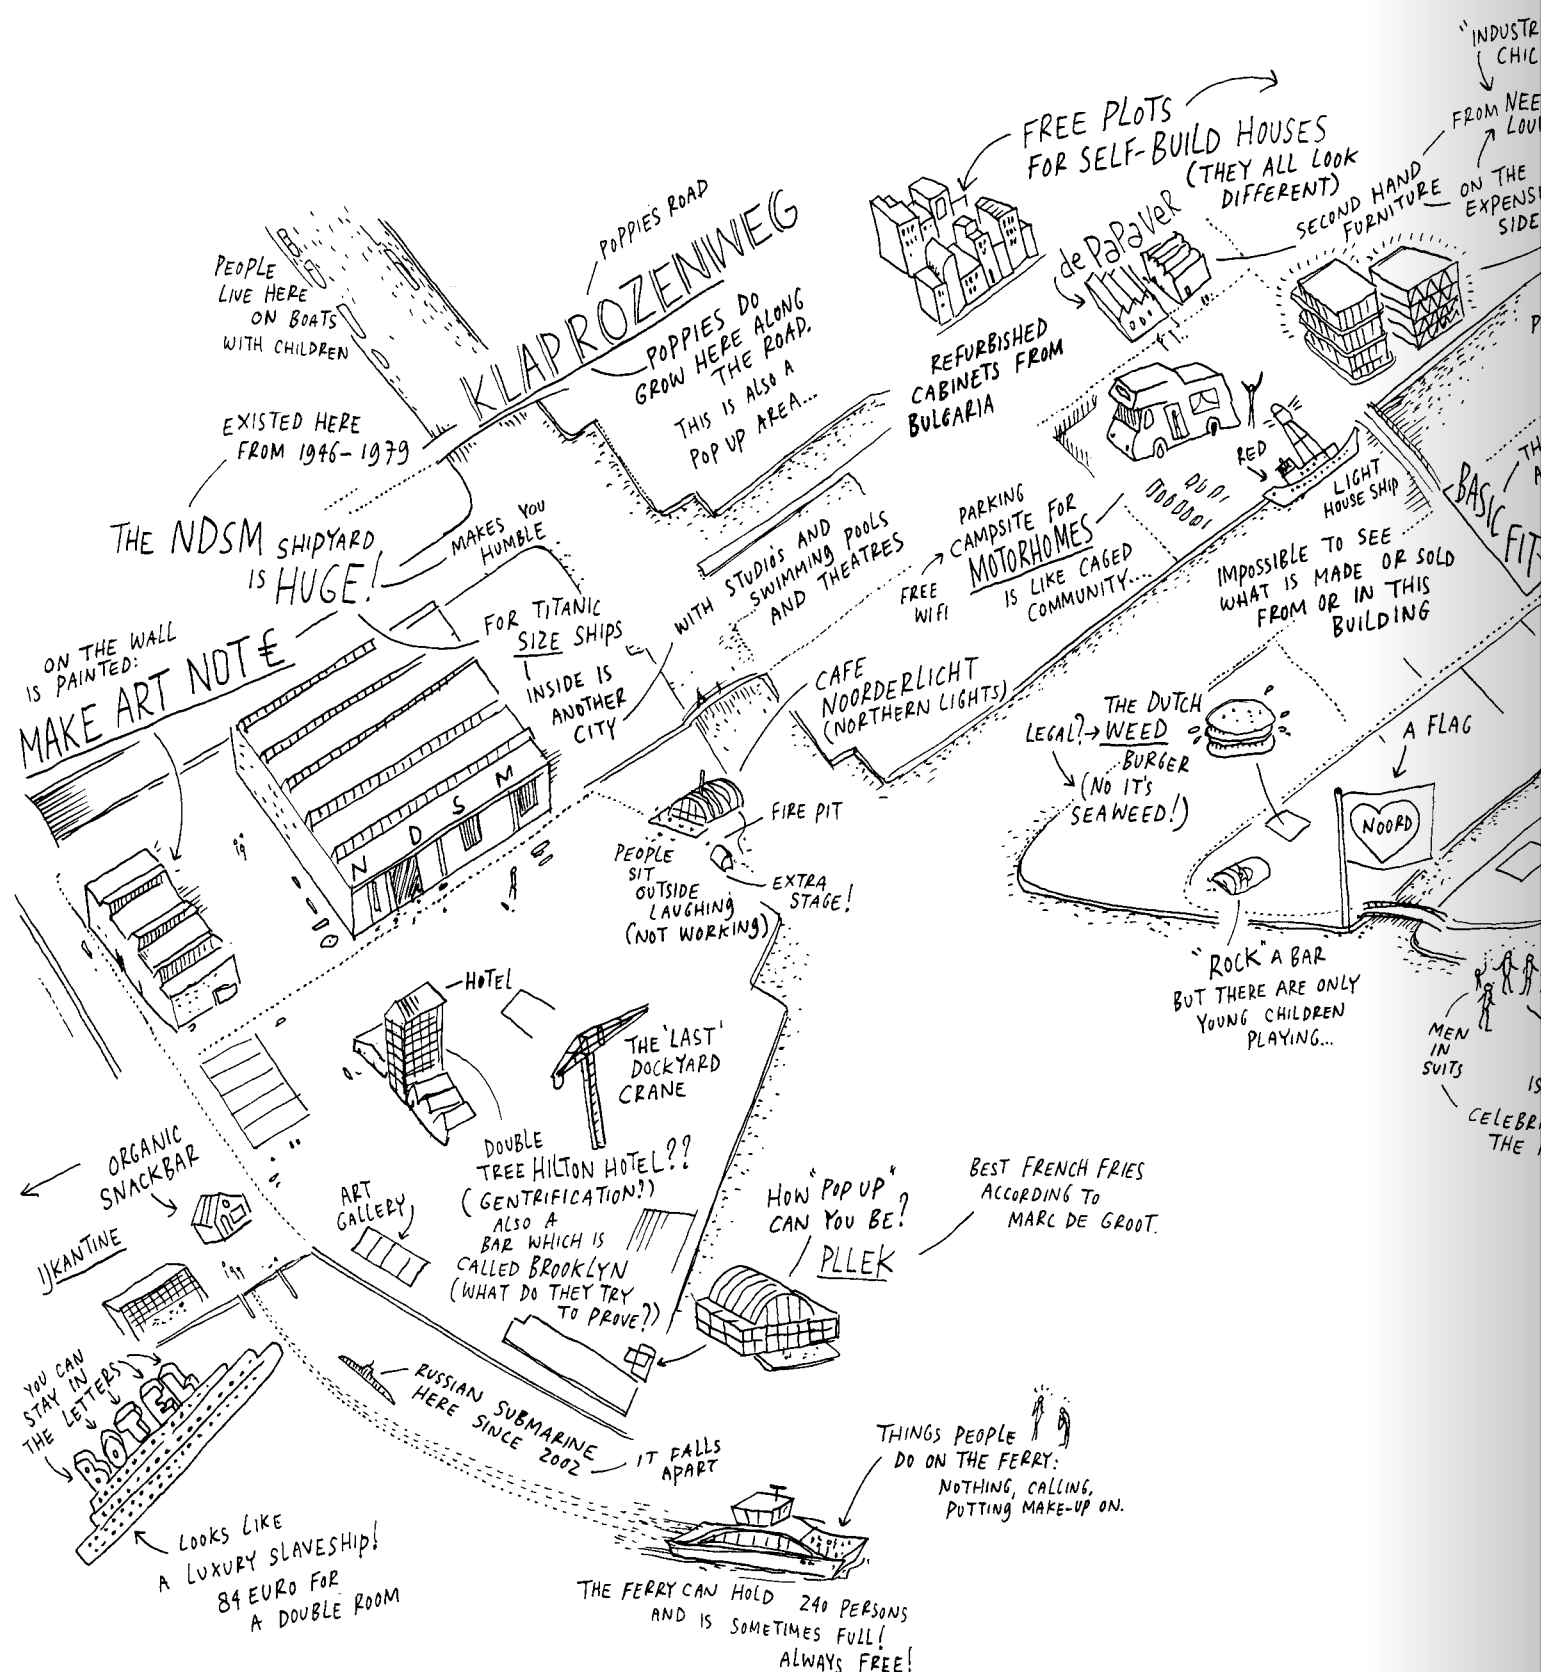 "INDUSTR
CHIC
FROM NEE
LOU
ON THE
EXPENSI
SIDE
FREE PLOTS
FOR SELF-BUILD HOUSES
(THEY ALL LOOK
DIFFERENT)
SECOND HAND
FURNITURE
de PAPAVER
POPPIES ROAD
KLAPROZENWEG
POPPIES DO
GROW HERE ALONG
THE ROAD.
THIS IS ALSO A
POP UP AREA...
PEOPLE
LIVE HERE
ON BOATS
WITH CHILDREN
REFURBISHED
CABINETS FROM
BULGARIA
EXISTED HERE
FROM 1946-1979
THE NDSM SHIPYARD
IS HUGE!
MAKES YOU
HUMBLE
RED
LIGHT
HOUSE SHIP
BASIC
FIT
TH
A
P
PARKING
CAMPSITE FOR
MOTORHOMES
IS LIKE CAGED
COMMUNITY...
FREE
WIFI
IMPOSSIBLE TO SEE
WHAT IS MADE OR SOLD
FROM OR IN THIS
BUILDING
WITH STUDIO'S AND
SWIMMING POOLS
AND THEATRES
FOR TITANIC
SIZE SHIPS
INSIDE IS
ANOTHER
CITY
ON THE WALL
IS PAINTED:
MAKE ART NOT €
NDSM
CAFE
NOORDERLICHT
(NORTHERN LIGHTS)
FIRE PIT
EXTRA
STAGE!
PEOPLE
SIT
OUTSIDE
LAUGHING
(NOT WORKING)
LEGAL?
THE DUTCH
WEED
BURGER
(NO IT'S
SEAWEED!)
A FLAG
NOORD
"ROCK" A BAR
BUT THERE ARE ONLY
YOUNG CHILDREN
PLAYING...
MEN
IN
SUITS
IS
CELEBR
THE
HOTEL
THE 'LAST'
DOCKYARD
CRANE
DOUBLE
TREE HILTON HOTEL??
(GENTRIFICATION?)
ALSO A
BAR WHICH IS
CALLED BROOKLYN
(WHAT DO THEY TRY
TO PROVE?)
ORGANIC
SNACKBAR
ART
GALLERY
IJKANTINE
HOW "POP UP"
CAN YOU BE?
PLLEK
BEST FRENCH FRIES
ACCORDING TO
MARC DE GROOT.
YOU CAN
STAY IN
THE LETTERS
BOTEL
RUSSIAN SUBMARINE
HERE SINCE 2002
IT FALLS
APART
LOOKS LIKE
A LUXURY SLAVESHIP!
84 EURO FOR
A DOUBLE ROOM
THINGS PEOPLE
DO ON THE FERRY:
NOTHING, CALLING,
PUTTING MAKE-UP ON.
THE FERRY CAN HOLD 240 PERSONS
AND IS SOMETIMES FULL!
ALWAYS FREE!